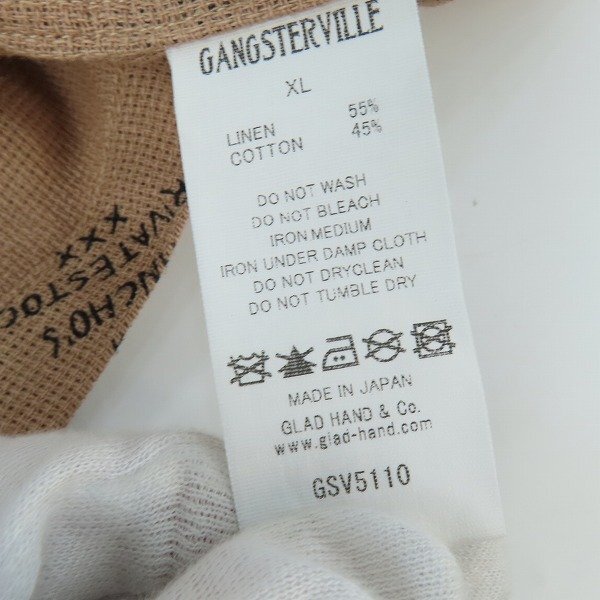 GANGSTERVILLE
XL
LINEN 55%
COTTON 45%
DO NOT WASH
DO NOT BLEACH
IRON MEDIUM
IRON UNDER DAMP CLOTH
DO NOT DRYCLEAN
DO NOT TUMBLE DRY
MADE IN JAPAN
GLAD HAND & Co.
www.glad-hand.com
GSV5110
XXX